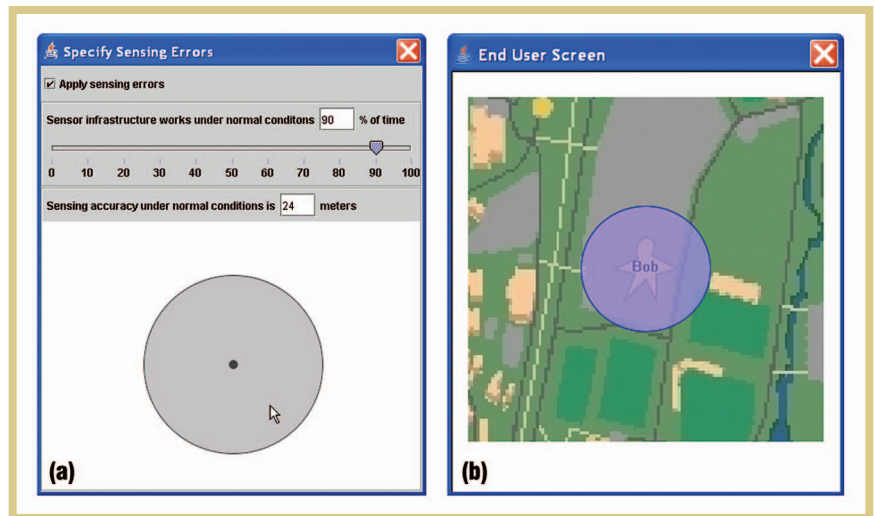 Specify Sensing Errors
Apply sensing errors
Sensor infrastructure works under normal conditons 90 % of time
0 10 20 30 40 50 60 70 80 90 100
Sensing accuracy under normal conditions is 24 meters
(a)
End User Screen
Bob
(b)